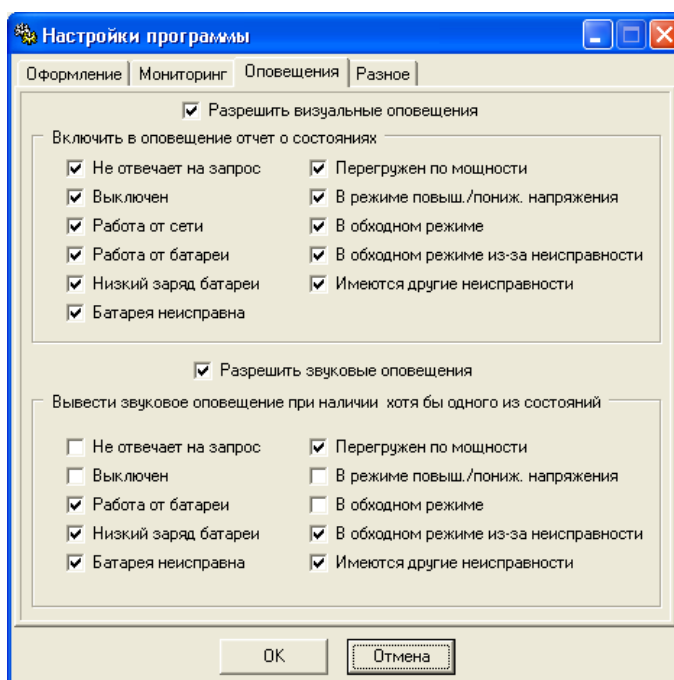 Настройки программы
Оформление Мониторинг Оповещения Разное
Разрешить визуальные оповещения
Включить в оповещение отчет о состояниях
Не отвечает на запрос
Выключен
Работа от сети
Работа от батареи
Низкий заряд батареи
Батарея неисправна
Перегружен по мощности
В режиме повыш./пониж. напряжения
В обходном режиме
В обходном режиме из-за неисправности
Имеются другие неисправности
Разрешить звуковые оповещения
Вывести звуковое оповещение при наличии хотя бы одного из состояний
Не отвечает на запрос
Выключен
Работа от батареи
Низкий заряд батареи
Батарея неисправна
Перегружен по мощности
В режиме повыш./пониж. напряжения
В обходном режиме
В обходном режиме из-за неисправности
Имеются другие неисправности
OK Отмена